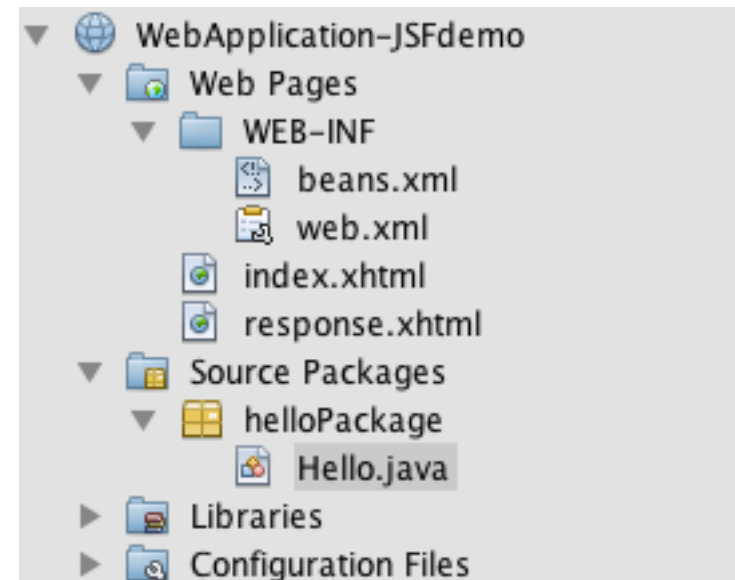 WebApplication-JSFdemo
Web Pages
WEB-INF
beans.xml
web.xml
index.xhtml
response.xhtml
Source Packages
helloPackage
Hello.java
Libraries
Configuration Files